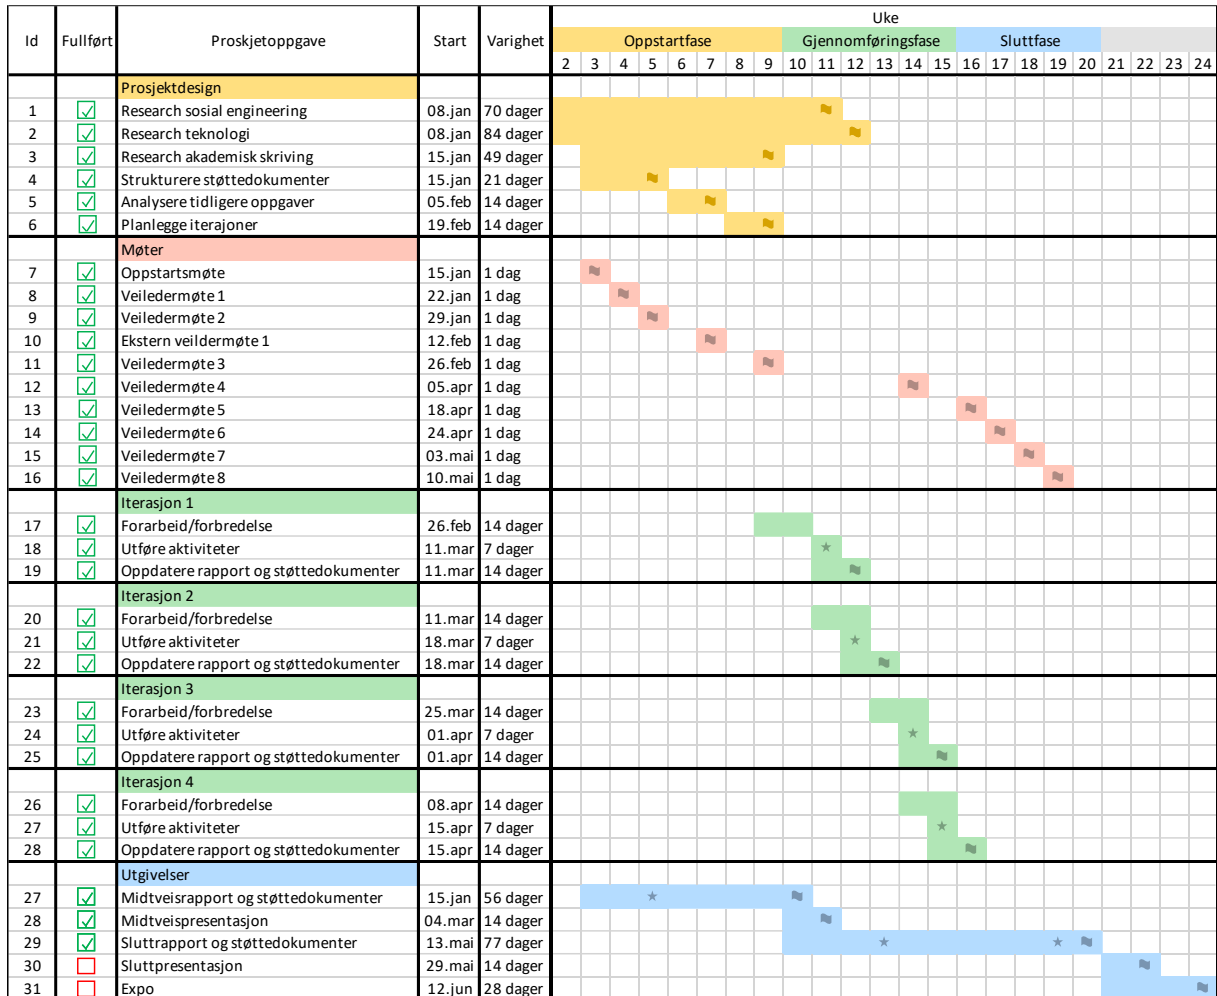 Uke
Id Fullført Proskjetoppgave Start Varighet Oppstartfase Gjennomføringsfase Sluttfase
2 3 4 5 6 7 8 9 10 11 12 13 14 15 16 17 18 19 20 21 22 23 24
Prosjektdesign
1 Research sosial engineering 08.jan 70 dager
2 Research teknologi 08.jan 84 dager
3 Research akademisk skriving 15.jan 49 dager
4 Strukturere støttedokumenter 15.jan 21 dager
5 Analysere tidligere oppgaver 05.feb 14 dager
6 Planlegge iterajoner 19.feb 14 dager
Møter
7 Oppstartsmøte 15.jan 1 dag
8 Veiledermøte 1 22.jan 1 dag
9 Veiledermøte 2 29.jan 1 dag
10 Ekstern veildermøte 1 12.feb 1 dag
11 Veiledermøte 3 26.feb 1 dag
12 Veiledermøte 4 05.apr 1 dag
13 Veiledermøte 5 18.apr 1 dag
14 Veiledermøte 6 24.apr 1 dag
15 Veiledermøte 7 03.mai 1 dag
16 Veiledermøte 8 10.mai 1 dag
Iterasjon 1
17 Forarbeid/forbredelse 26.feb 14 dager
18 Utføre aktiviteter 11.mar 7 dager
19 Oppdatere rapport og støttedokumenter 11.mar 14 dager
Iterasjon 2
20 Forarbeid/forbredelse 11.mar 14 dager
21 Utføre aktiviteter 18.mar 7 dager
22 Oppdatere rapport og støttedokumenter 18.mar 14 dager
Iterasjon 3
23 Forarbeid/forbredelse 25.mar 14 dager
24 Utføre aktiviteter 01.apr 7 dager
25 Oppdatere rapport og støttedokumenter 01.apr 14 dager
Iterasjon 4
26 Forarbeid/forbredelse 08.apr 14 dager
27 Utføre aktiviteter 15.apr 7 dager
28 Oppdatere rapport og støttedokumenter 15.apr 14 dager
Utgivelser
27 Midtveisrapport og støttedokumenter 15.jan 56 dager
28 Midtveispresentasjon 04.mar 14 dager
29 Sluttrapport og støttedokumenter 13.mai 77 dager
30 Sluttpresentasjon 29.mai 14 dager
31 Expo 12.jun 28 dager